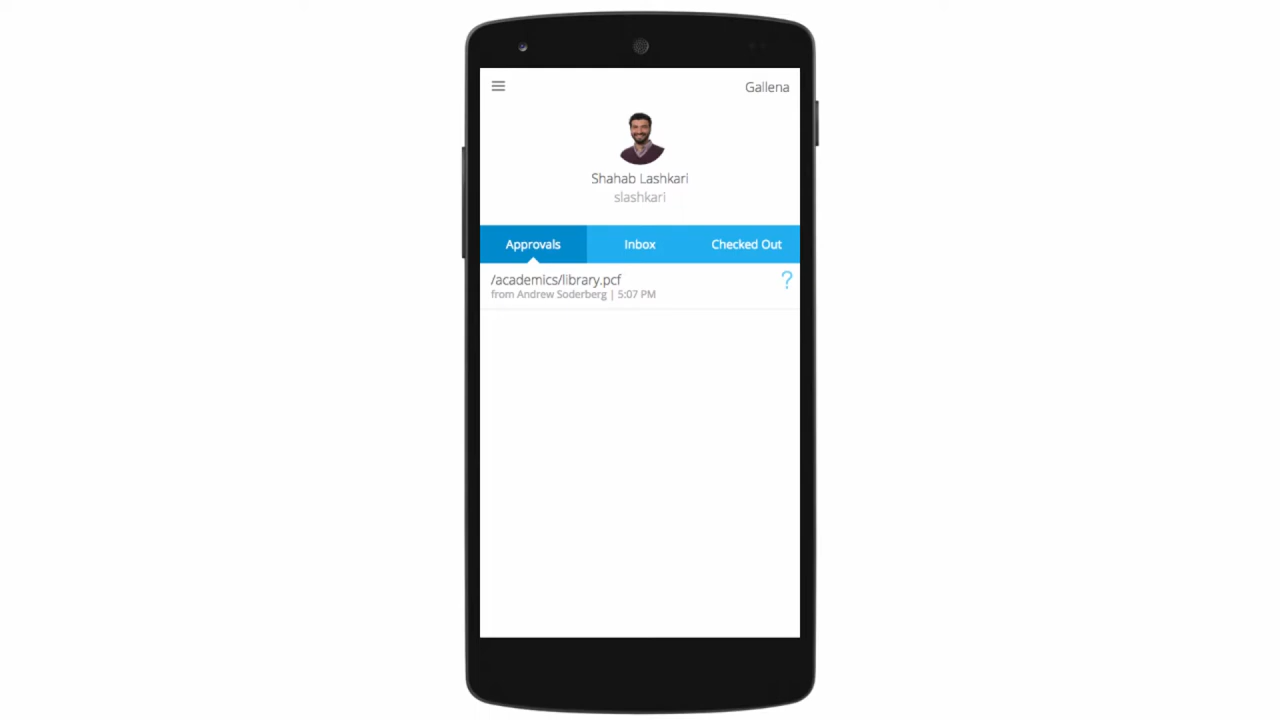 Gallena
Shahab Lashkari
slashkari
Approvals Inbox Checked Out
/academics/library.pcf
?
from Andrew Soderberg | 5:07 PM